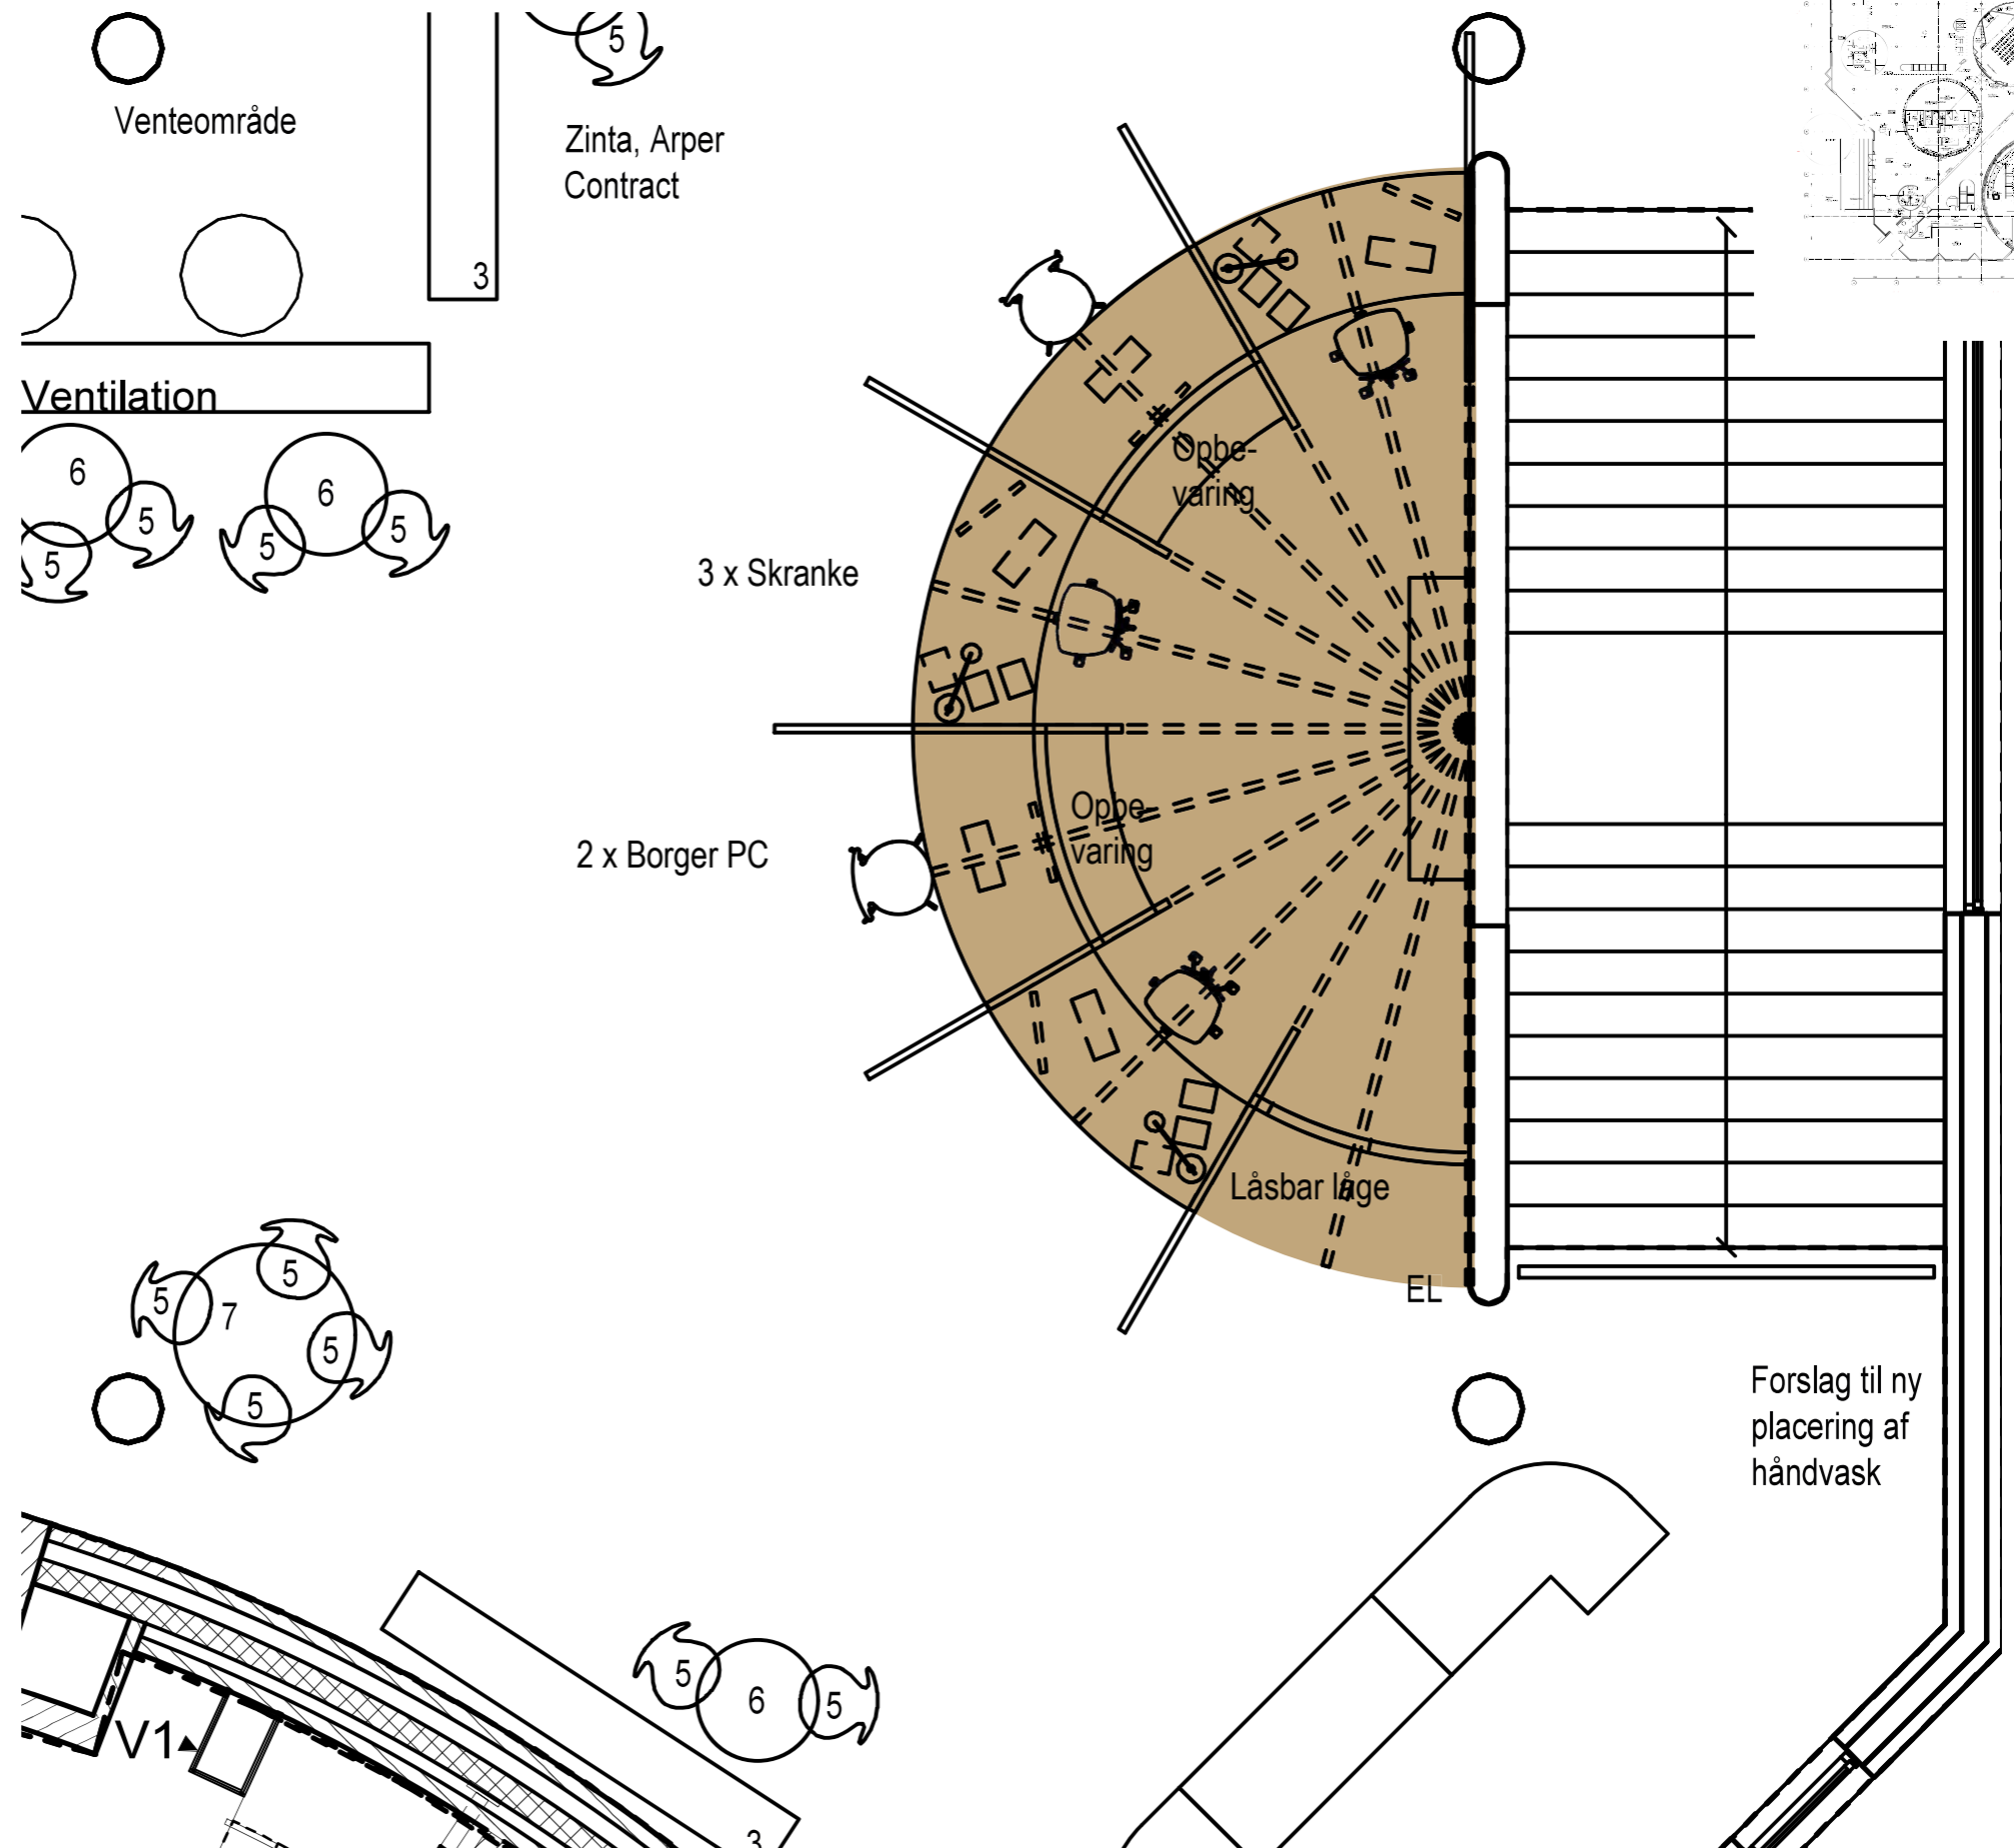 5
Venteområde
Zinta, Arper
Contract
3
Ventilation
6
5
5
6
5
5
Opbe-
varing
3 x Skranke
Opbe-
varing
2 x Borger PC
Låsbar låge
EL
5
5
7
5
5
Forslag til ny
placering af
håndvask
5
6
5
V1
3